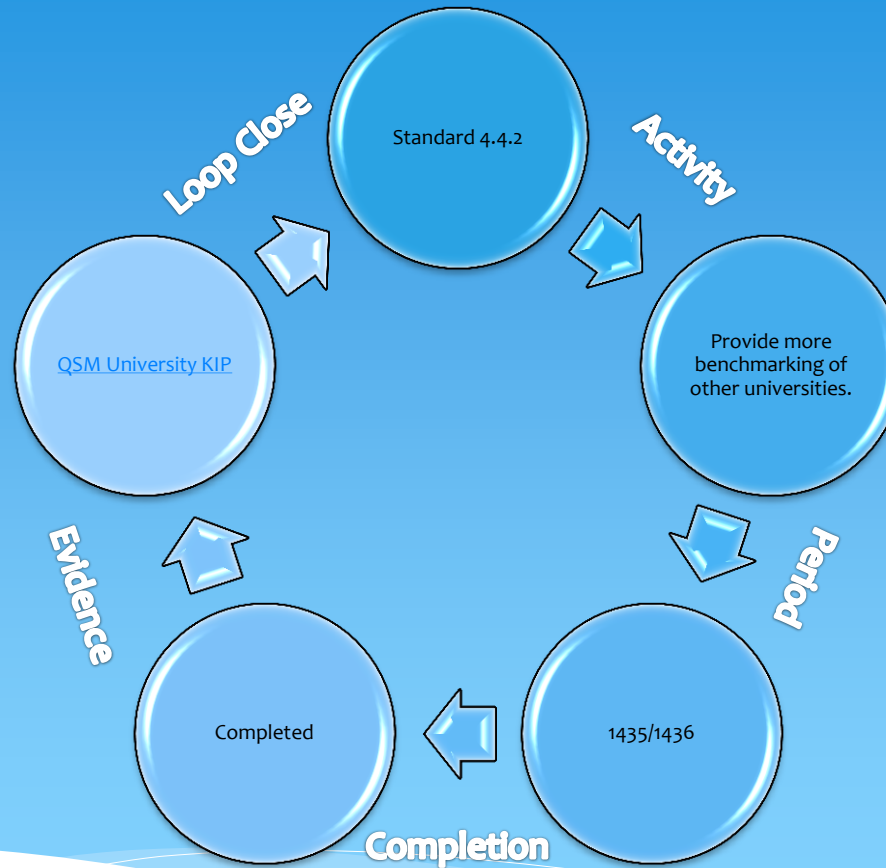 Standard 4.4.2
Activity
Provide more
benchmarking of
other universities.
Period
1435/1436
Completion
Completed
Evidence
QSM University KIP
Loop Close